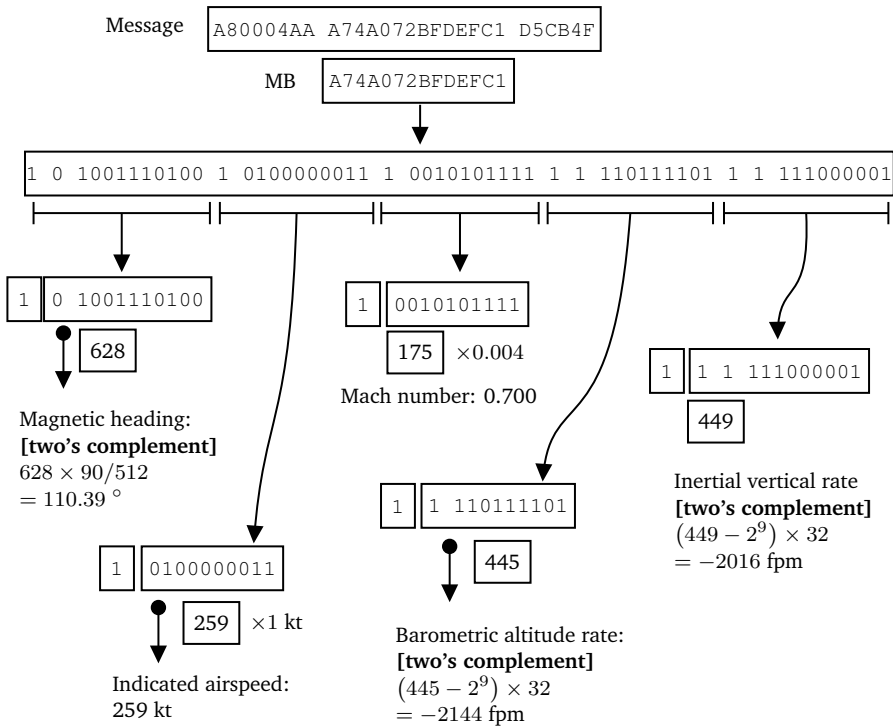 Message A80004AA A74A072BFDEFC1 D5CB4F
MB A74A072BFDEFC1
1 0 1001110100 1 0100000011 1 0010101111 1 1 110111101 1 1 111000001
1 0 1001110100
628
Magnetic heading:
[two's complement]
628 × 90/512
= 110.39 °
1 0100000011
259 ×1 kt
Indicated airspeed:
259 kt
1 0010101111
175 ×0.004
Mach number: 0.700
1 1 110111101
445
Barometric altitude rate:
[two's complement]
(445 − 2⁹) × 32
= −2144 fpm
1 1 1 111000001
449
Inertial vertical rate
[two's complement]
(449 − 2⁹) × 32
= −2016 fpm